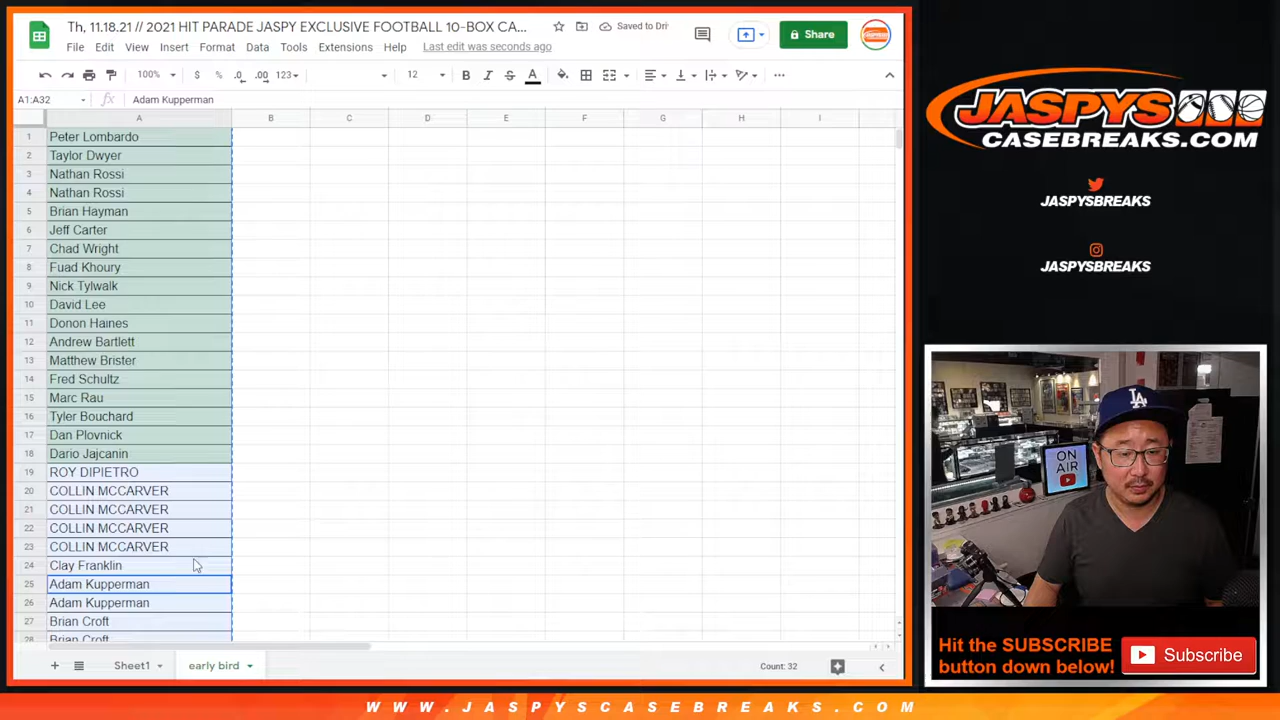 Th, 11.18.21 // 2021 HIT PARADE JASPY EXCLUSIVE FOOTBALL 10-BOX CA...
Saved to Dri
File Edit View Insert Format Data Tools Extensions Help Last edit was seconds ago
Share
100% $ % .0 .00 123 12 B I S A
A1:A32 fx Adam Kupperman
A B C D E F G H I
1 Peter Lombardo
2 Taylor Dwyer
3 Nathan Rossi
4 Nathan Rossi
5 Brian Hayman
6 Jeff Carter
7 Chad Wright
8 Fuad Khoury
9 Nick Tylwalk
10 David Lee
11 Donon Haines
12 Andrew Bartlett
13 Matthew Brister
14 Fred Schultz
15 Marc Rau
16 Tyler Bouchard
17 Dan Plovnick
18 Dario Jajcanin
19 ROY DIPIETRO
20 COLLIN MCCARVER
21 COLLIN MCCARVER
22 COLLIN MCCARVER
23 COLLIN MCCARVER
24 Clay Franklin
25 Adam Kupperman
26 Adam Kupperman
27 Brian Croft
28 Brian Croft
Sheet1 early bird Count: 32
JASPYS
CASEBREAKS.COM
JASPYSBREAKS
JASPYSBREAKS
LA
ON
AIR
Hit the SUBSCRIBE
button down below!
Subscribe
WWW.JASPYSCASEBREAKS.COM